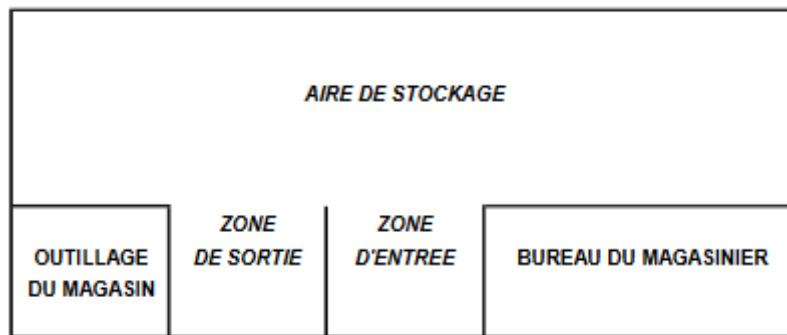 AIRE DE STOCKAGE
OUTILLAGE
DU MAGASIN
ZONE
DE SORTIE
ZONE
D'ENTREE
BUREAU DU MAGASINIER